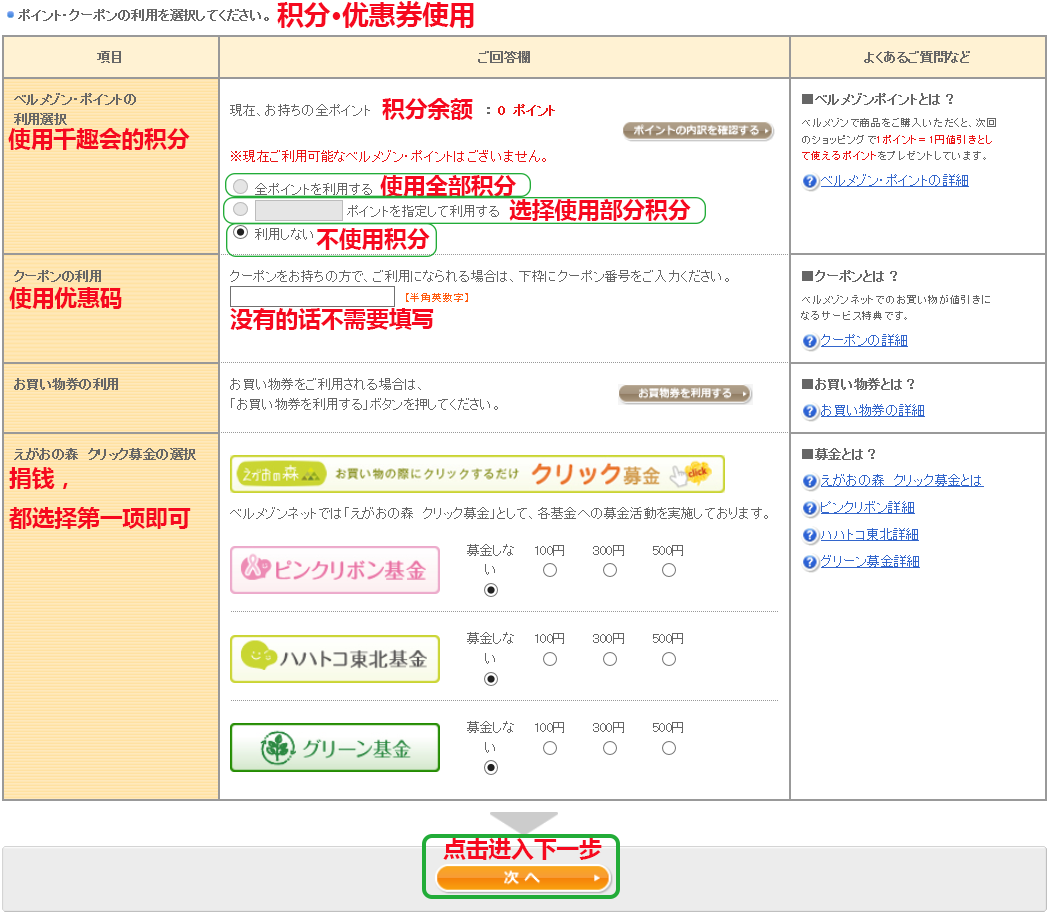 ポイント・クーポンの利用を選択してください。 积分•优惠券使用
項目
ご回答欄
よくあるご質問など
ベルメゾン・ポイントの
利用選択
使用千趣会的积分
現在、お持ちの全ポイント 积分余额 ：0 ポイント
ポイントの内訳を確認する
※現在ご利用可能なベルメゾン・ポイントはございません。
全ポイントを利用する 使用全部积分
ポイントを指定して利用する 选择使用部分积分
利用しない 不使用积分
■ベルメゾンポイントとは？
ベルメゾンで商品をご購入いただくと、次回
のショッピングで1ポイント＝1円値引きとし
て使えるポイントをプレゼントしています。
ベルメゾン・ポイントの詳細
クーポンの利用
使用优惠码
クーポンをお持ちの方で、ご利用になられる場合は、下枠にクーポン番号をご入力ください。
【半角英数字】
没有的话不需要填写
■クーポンとは？
ベルメゾンネットでのお買い物が値引きに
なるサービス特典です。
クーポンの詳細
お買い物券の利用
お買い物券をご利用される場合は、
「お買い物券を利用する」ボタンを押してください。
お買物券を利用する
■お買い物券とは？
お買い物券の詳細
えがおの森 クリック募金の選択
捐钱，
都选择第一项即可
えがおの森 お買い物の際にクリックするだけ クリック募金 click
ベルメゾンネットでは「えがおの森 クリック募金」として、各基金への募金活動を実施しております。
ピンクリボン基金
募金しな
い
100円
300円
500円
ハハトコ東北基金
募金しな
い
100円
300円
500円
グリーン基金
募金しな
い
100円
300円
500円
■募金とは？
えがおの森 クリック募金とは
ピンクリボン詳細
ハハトコ東北詳細
グリーン募金詳細
点击进入下一步
次へ